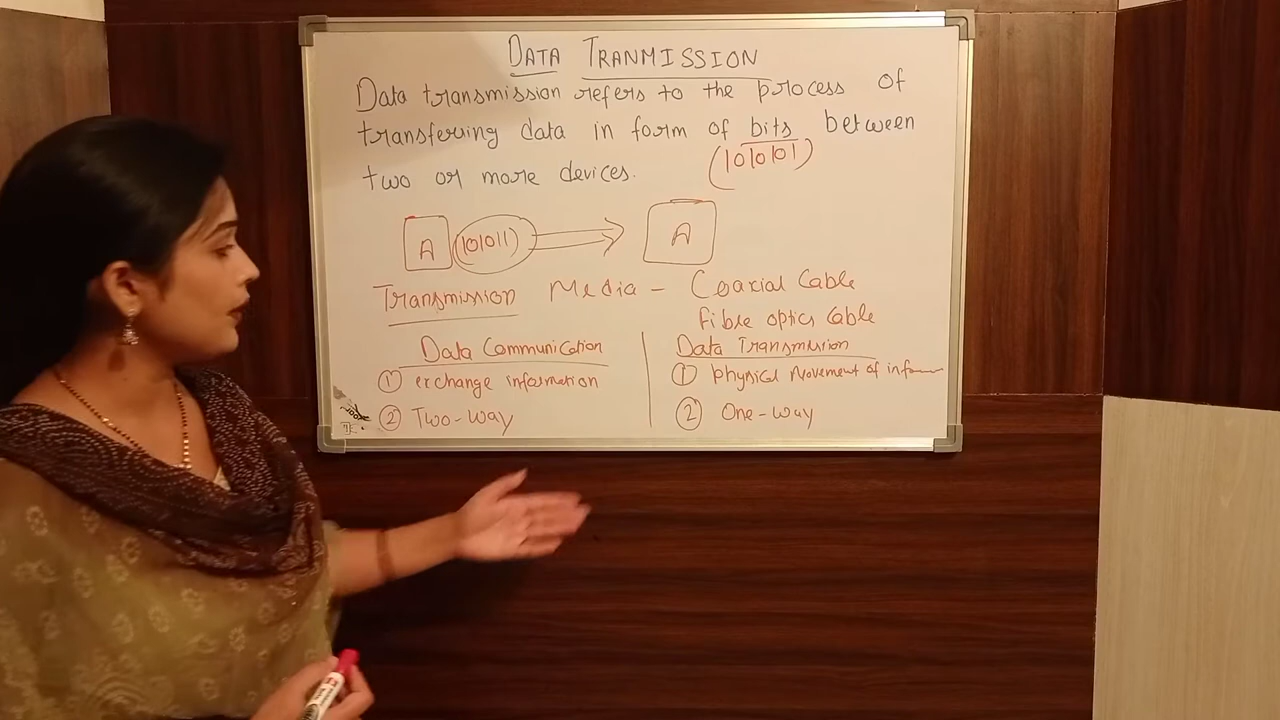 DATA TRANMISSION
Data transmission refers to the process of
transferring data in form of bits between
(10101)
two or more devices.
A (101011) A
Transmission Media - Coaxial Cable
Fibre optics Cable
Data Communication
① exchange information
② Two-way
Data Transmission
① Physical Movement of inform
② One-way